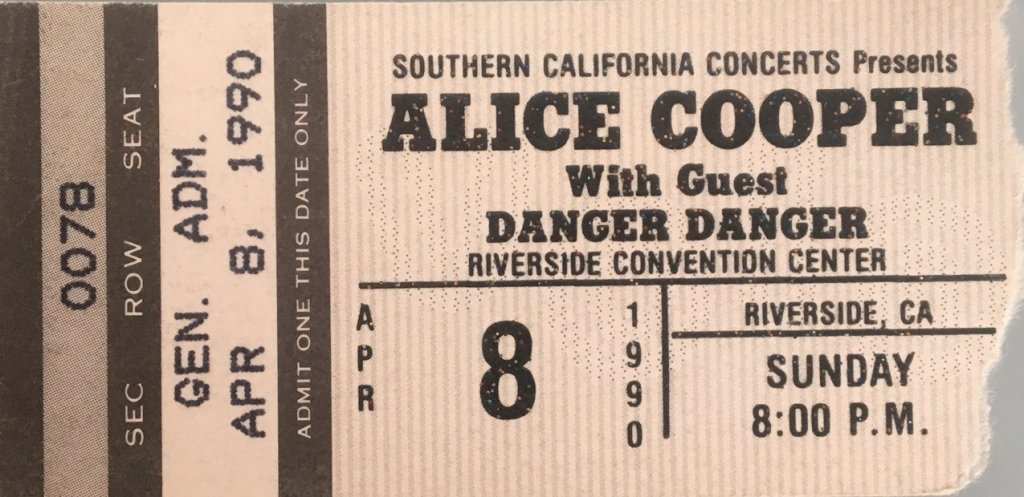 0078
SEC ROW SEAT
GEN. ADM.
APR 8, 1990
ADMIT ONE THIS DATE ONLY
SOUTHERN CALIFORNIA CONCERTS Presents
ALICE COOPER
With Guest
DANGER DANGER
RIVERSIDE CONVENTION CENTER
APR
8
1990
RIVERSIDE, CA
SUNDAY
8:00 P.M.